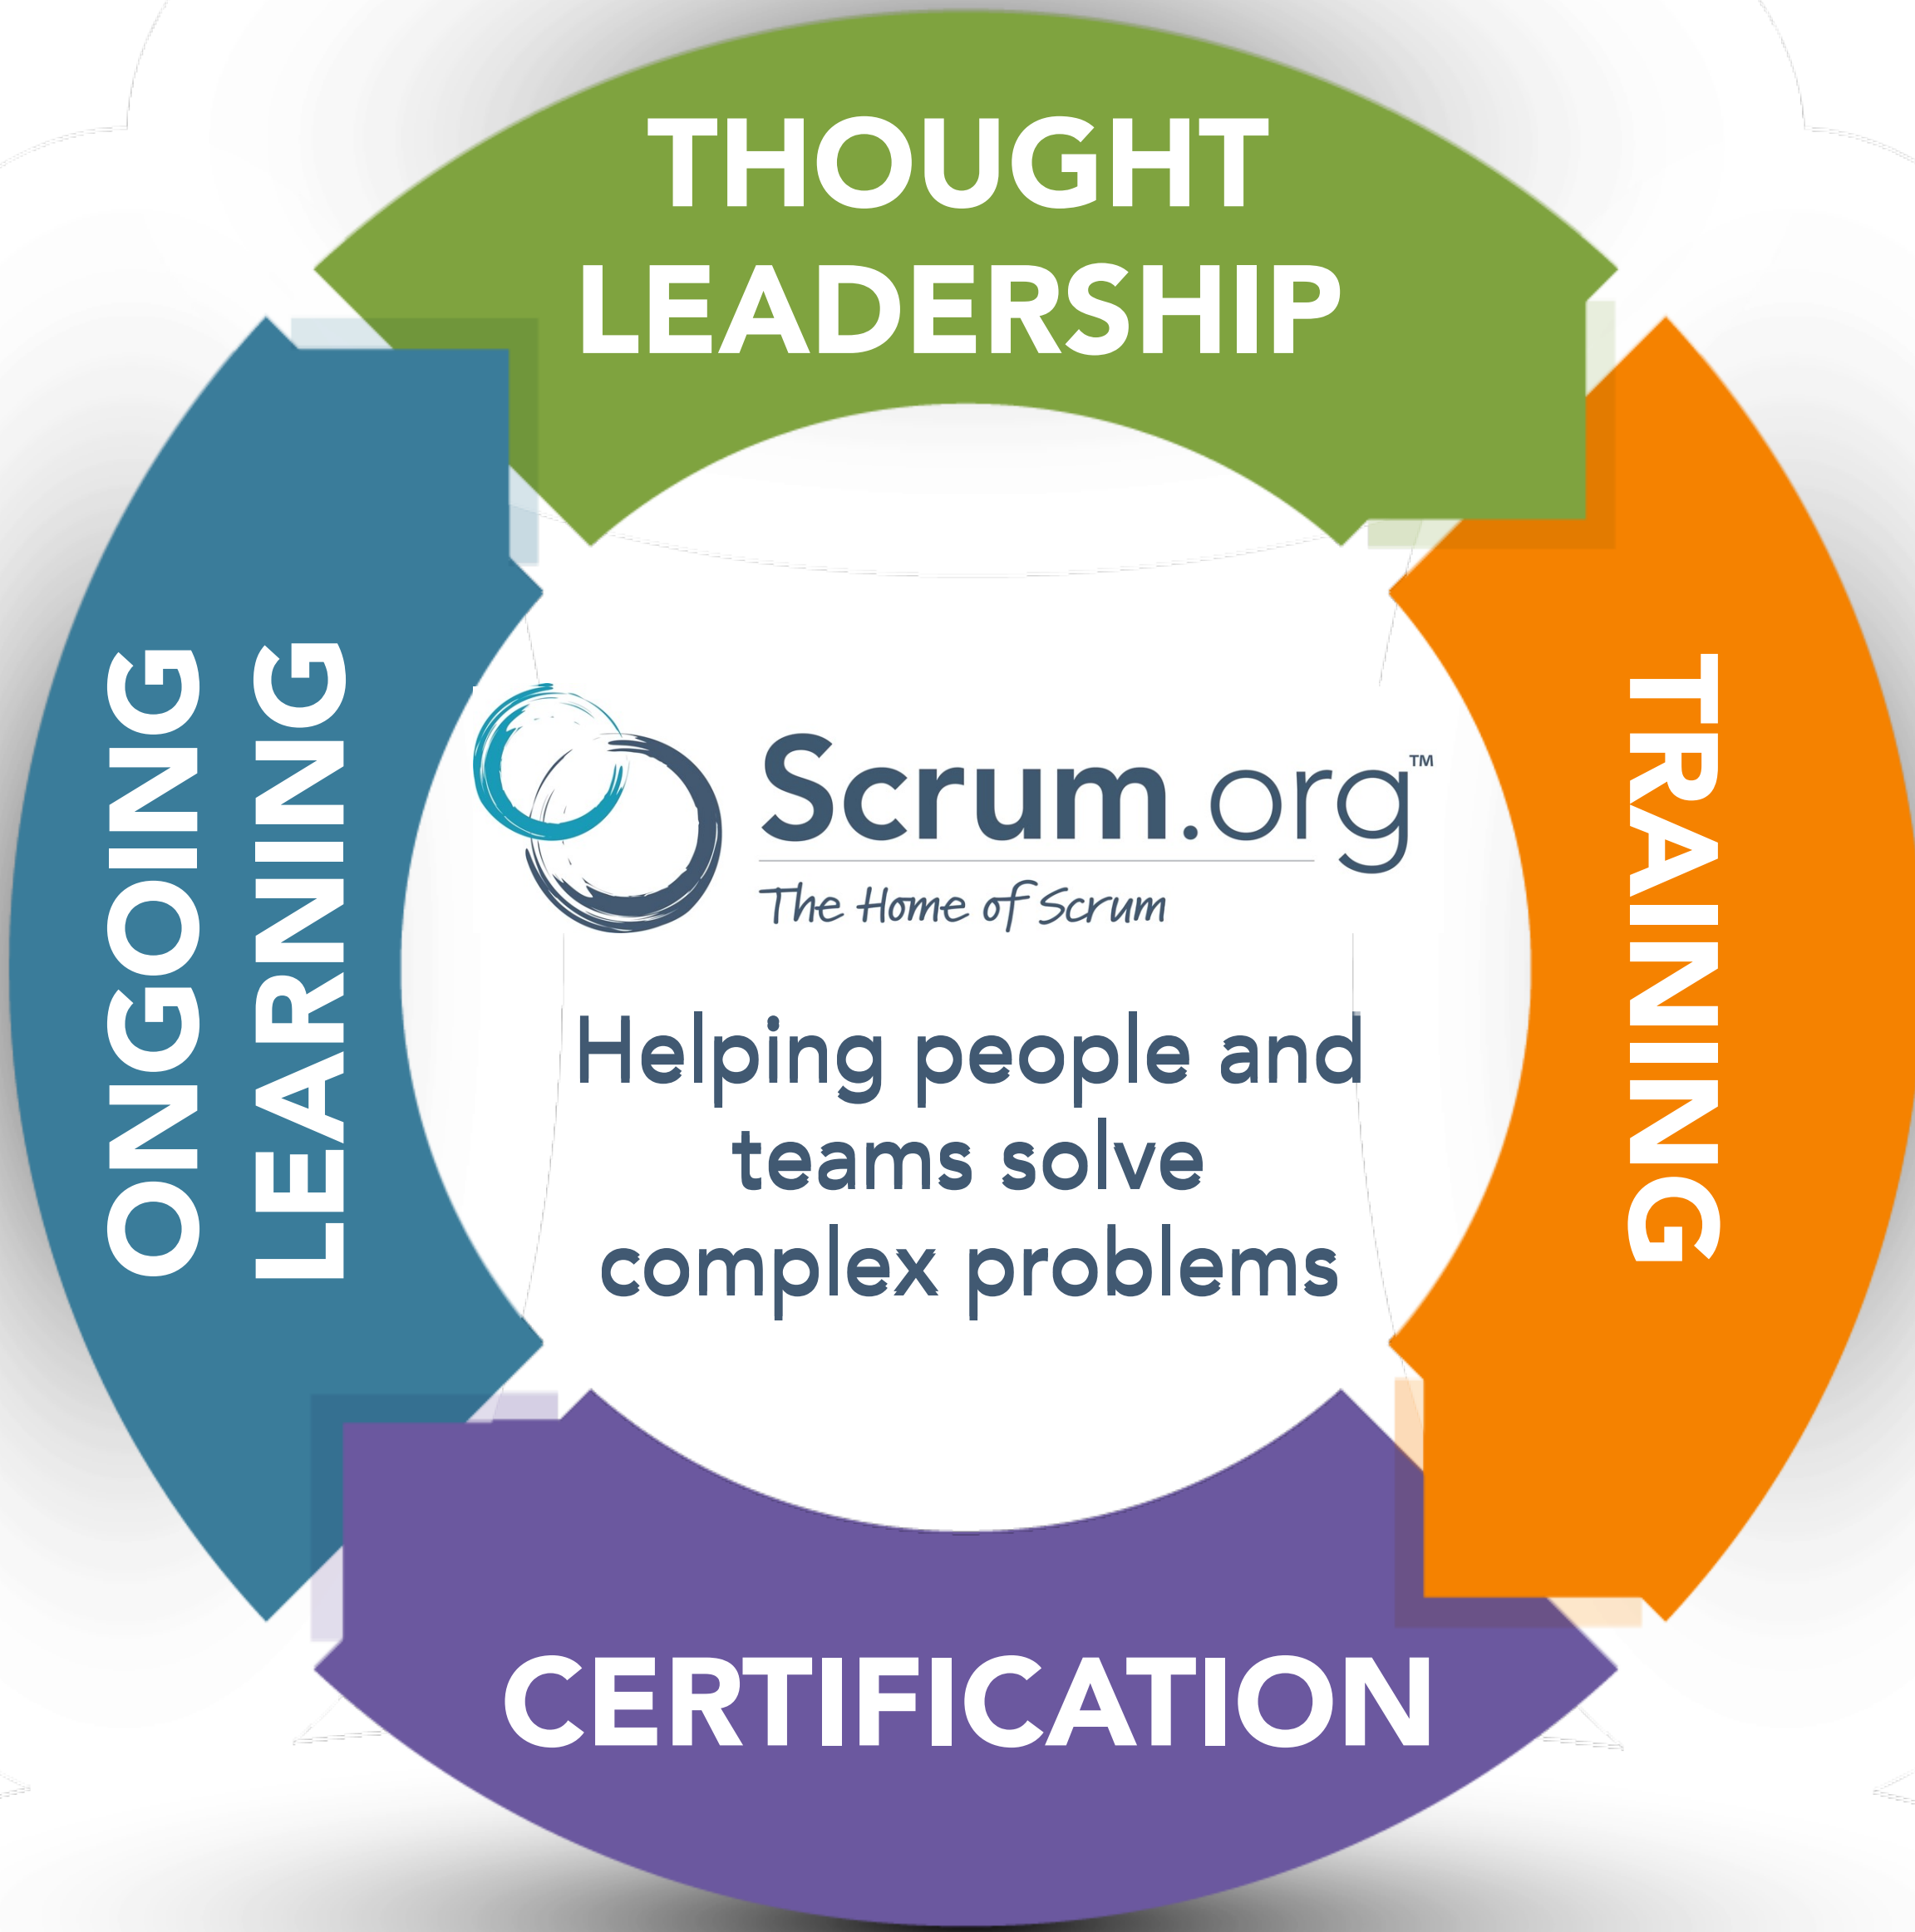 THOUGHT
LEADERSHIP
TRAINING
CERTIFICATION
ONGOING
LEARNING
Scrum.org™
The Home of Scrum
Helping people and
teams solve
complex problems